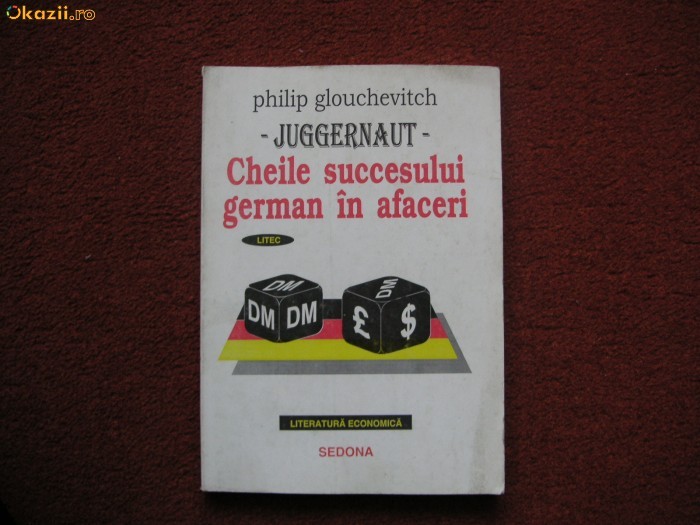 Okazii.ro
philip glouchevitch
- JUGGERNAUT -
Cheile succesului
german în afaceri
LITEC
DM
DM DM
DM
£ $
LITERATURĂ ECONOMICĂ
SEDONA